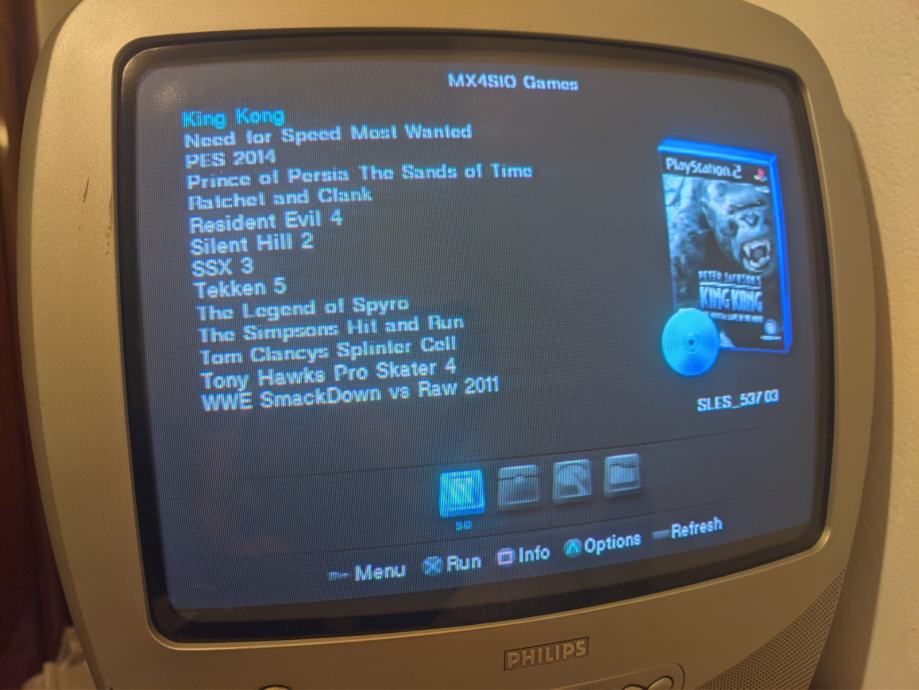 MX4SIO Games
King Kong
Need for Speed Most Wanted
PES 2014
Prince of Persia The Sands of Time
Ratchet and Clank
Resident Evil 4
Silent Hill 2
SSX 3
Tekken 5
The Legend of Spyro
The Simpsons Hit and Run
Tom Clancys Splinter Cell
Tony Hawks Pro Skater 4
WWE SmackDown vs Raw 2011
PlayStation 2
PETER JACKSON'S
KING KONG
SLES_53703
Menu Run Info Options Refresh
PHILIPS